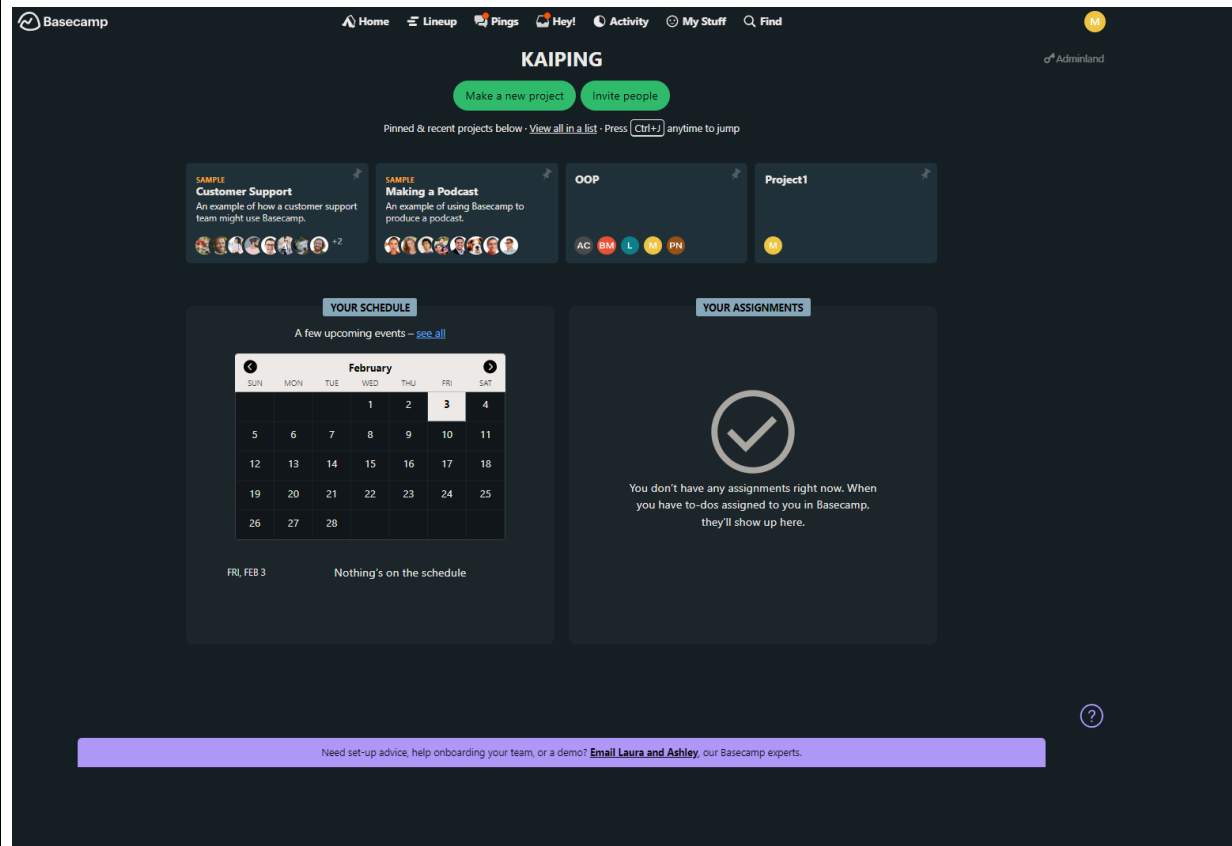 Basecamp
Home Lineup Pings Hey! Activity My Stuff Find
M
KAIPING
Adminland
Make a new project Invite people
Pinned & recent projects below · View all in a list · Press Ctrl+J anytime to jump
SAMPLE
Customer Support
An example of how a customer support
team might use Basecamp.
+2
SAMPLE
Making a Podcast
An example of using Basecamp to
produce a podcast.
OOP
AC BM L M PN
Project1
M
YOUR SCHEDULE
A few upcoming events – see all
February
SUN MON TUE WED THU FRI SAT
1 2 3 4
5 6 7 8 9 10 11
12 13 14 15 16 17 18
19 20 21 22 23 24 25
26 27 28
FRI, FEB 3 Nothing's on the schedule
YOUR ASSIGNMENTS
You don't have any assignments right now. When
you have to-dos assigned to you in Basecamp,
they'll show up here.
?
Need set-up advice, help onboarding your team, or a demo? Email Laura and Ashley, our Basecamp experts.